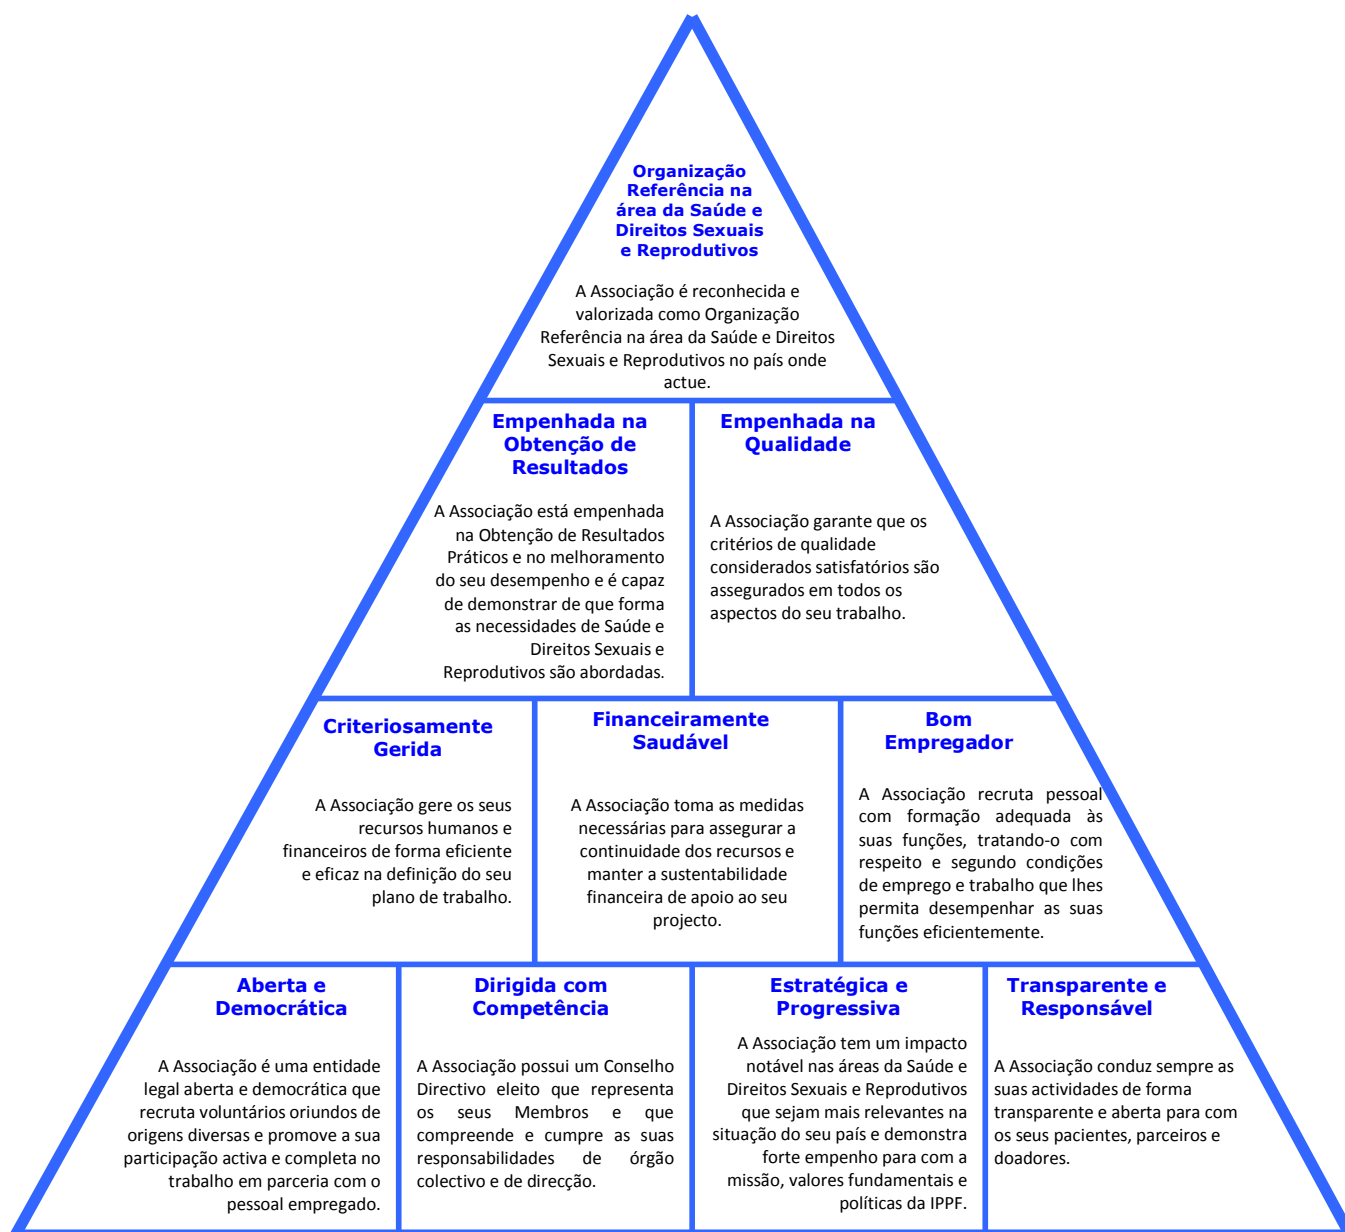 Organização
Referência na
área da Saúde e
Direitos Sexuais
e Reprodutivos
A Associação é reconhecida e
valorizada como Organização
Referência na área da Saúde e Direitos
Sexuais e Reprodutivos no país onde
actue.
Empenhada na
Obtenção de
Resultados
A Associação está empenhada
na Obtenção de Resultados
Práticos e no melhoramento
do seu desempenho e é capaz
de demonstrar de que forma
as necessidades de Saúde e
Direitos Sexuais e
Reprodutivos são abordadas.
Empenhada na
Qualidade
A Associação garante que os
critérios de qualidade
considerados satisfatórios são
assegurados em todos os
aspectos do seu trabalho.
Criteriosamente
Gerida
A Associação gere os seus
recursos humanos e
financeiros de forma eficiente
e eficaz na definição do seu
plano de trabalho.
Financeiramente
Saudável
A Associação toma as medidas
necessárias para assegurar a
continuidade dos recursos e
manter a sustentabilidade
financeira de apoio ao seu
projecto.
Bom
Empregador
A Associação recruta pessoal
com formação adequada às
suas funções, tratando-o com
respeito e segundo condições
de emprego e trabalho que lhes
permita desempenhar as suas
funções eficientemente.
Aberta e
Democrática
A Associação é uma entidade
legal aberta e democrática que
recruta voluntários oriundos de
origens diversas e promove a sua
participação activa e completa no
trabalho em parceria com o
pessoal empregado.
Dirigida com
Competência
A Associação possui um Conselho
Directivo eleito que representa
os seus Membros e que
compreende e cumpre as suas
responsabilidades de órgão
colectivo e de direcção.
Estratégica e
Progressiva
A Associação tem um impacto
notável nas áreas da Saúde e
Direitos Sexuais e Reprodutivos
que sejam mais relevantes na
situação do seu país e demonstra
forte empenho para com a
missão, valores fundamentais e
políticas da IPPF.
Transparente e
Responsável
A Associação conduz sempre as
suas actividades de forma
transparente e aberta para com
os seus pacientes, parceiros e
doadores.